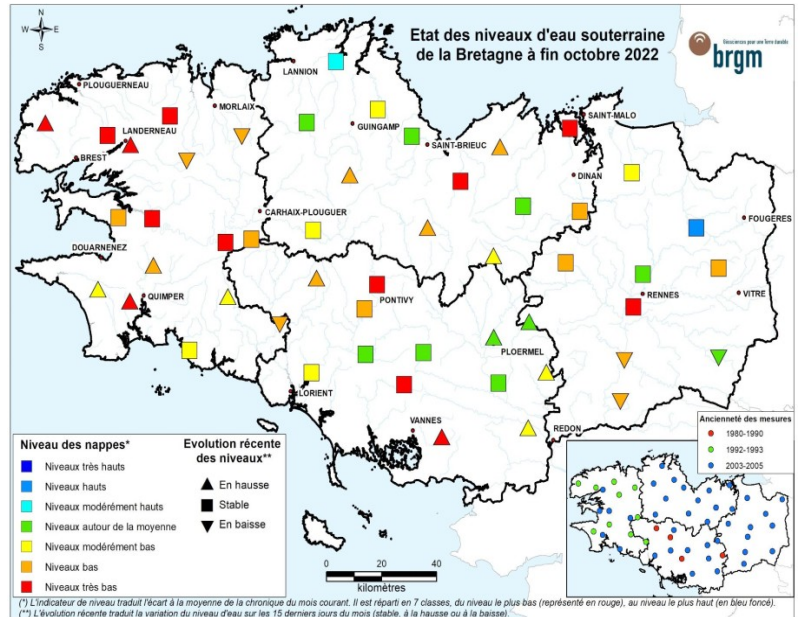 Etat des niveaux d'eau souterraine
de la Bretagne à fin octobre 2022
Géosciences pour une Terre durable
brgm
N
W
E
S
PLOUGUERNEAU
LANNION
MORLAIX
SAINT-MALO
LANDERNEAU
GUINGAMP
BREST
SAINT-BRIEUC
DINAN
CARHAIX-PLOUGUER
FOUGERES
DOUARNENEZ
QUIMPER
PONTIVY
RENNES
VITRE
PLOERMEL
LORIENT
VANNES
REDON
Niveau des nappes*
Niveaux très hauts
Niveaux hauts
Niveaux modérément hauts
Niveaux autour de la moyenne
Niveaux modérément bas
Niveaux bas
Niveaux très bas
Evolution récente
des niveaux**
En hausse
Stable
En baisse
Ancienneté des mesures
1980-1990
1992-1993
2003-2005
0 20 40
kilomètres
(*) L'indicateur de niveau traduit l'écart à la moyenne de la chronique du mois courant. Il est réparti en 7 classes, du niveau le plus bas (représenté en rouge), au niveau le plus haut (en bleu foncé).
(**) L'évolution récente traduit la variation du niveau d'eau sur les 15 derniers jours du mois (stable, à la hausse ou à la baisse).